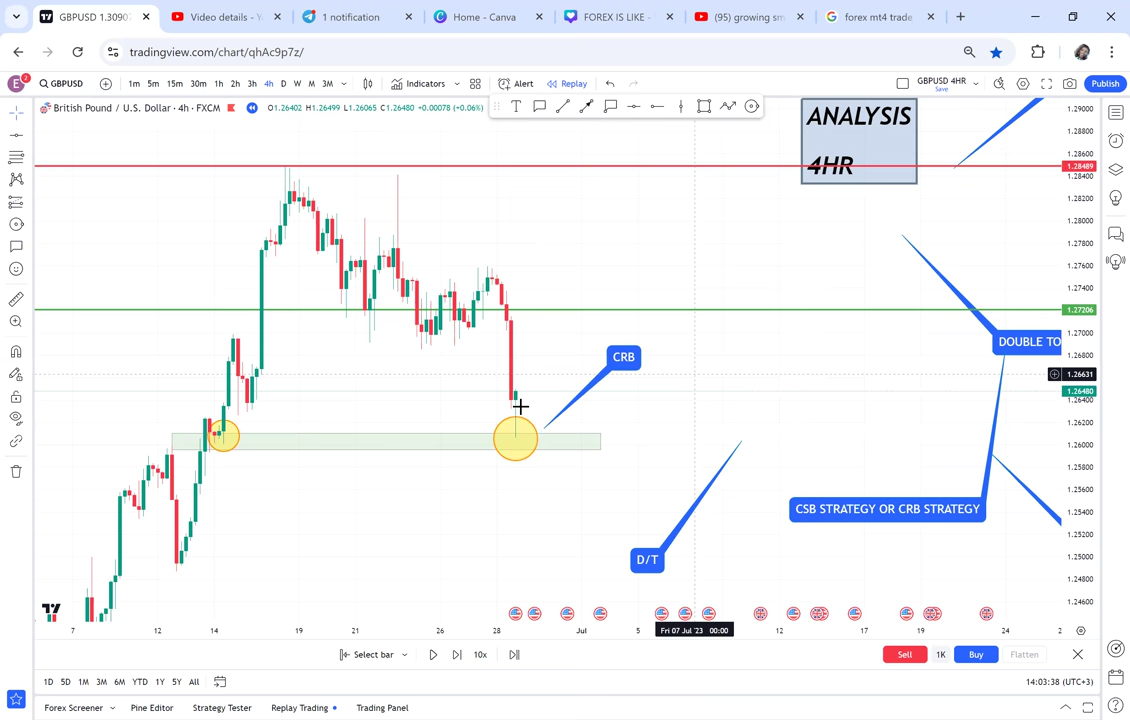 GBPUSD 1.30907
Video details - Y
1 notification
Home - Canva
FOREX IS LIKE -
(95) growing sm
forex mt4 trade
tradingview.com/chart/qhAc9p7z/
E
2
GBPUSD
1m 5m 15m 30m 1h 2h 3h 4h D W M 3M
Indicators
Alert
Replay
GBPUSD 4HR
Save
Publish
British Pound / U.S. Dollar · 4h · FXCM
O1.26402 H1.26499 L1.26065 C1.26480 +0.00078 (+0.06%)
ANALYSIS
4HR
1.29000
1.28800
1.28600
1.28489
1.28400
1.28200
1.28000
1.27800
1.27600
1.27400
1.27206
1.27000
1.26800
1.26631
1.26480
1.26400
1.26200
1.26000
1.25800
1.25600
1.25400
1.25200
1.25000
1.24800
1.24600
DOUBLE TO
CRB
CSB STRATEGY OR CRB STRATEGY
D/T
7 12 14 19 21 26 28 Jul 5 Fri 07 Jul '23 00:00 12 17 19 24 2
Select bar
10x
Sell
1K
Buy
Flatten
1D 5D 1M 3M 6M YTD 1Y 5Y All
14:03:38 (UTC+3)
Forex Screener
Pine Editor
Strategy Tester
Replay Trading
Trading Panel